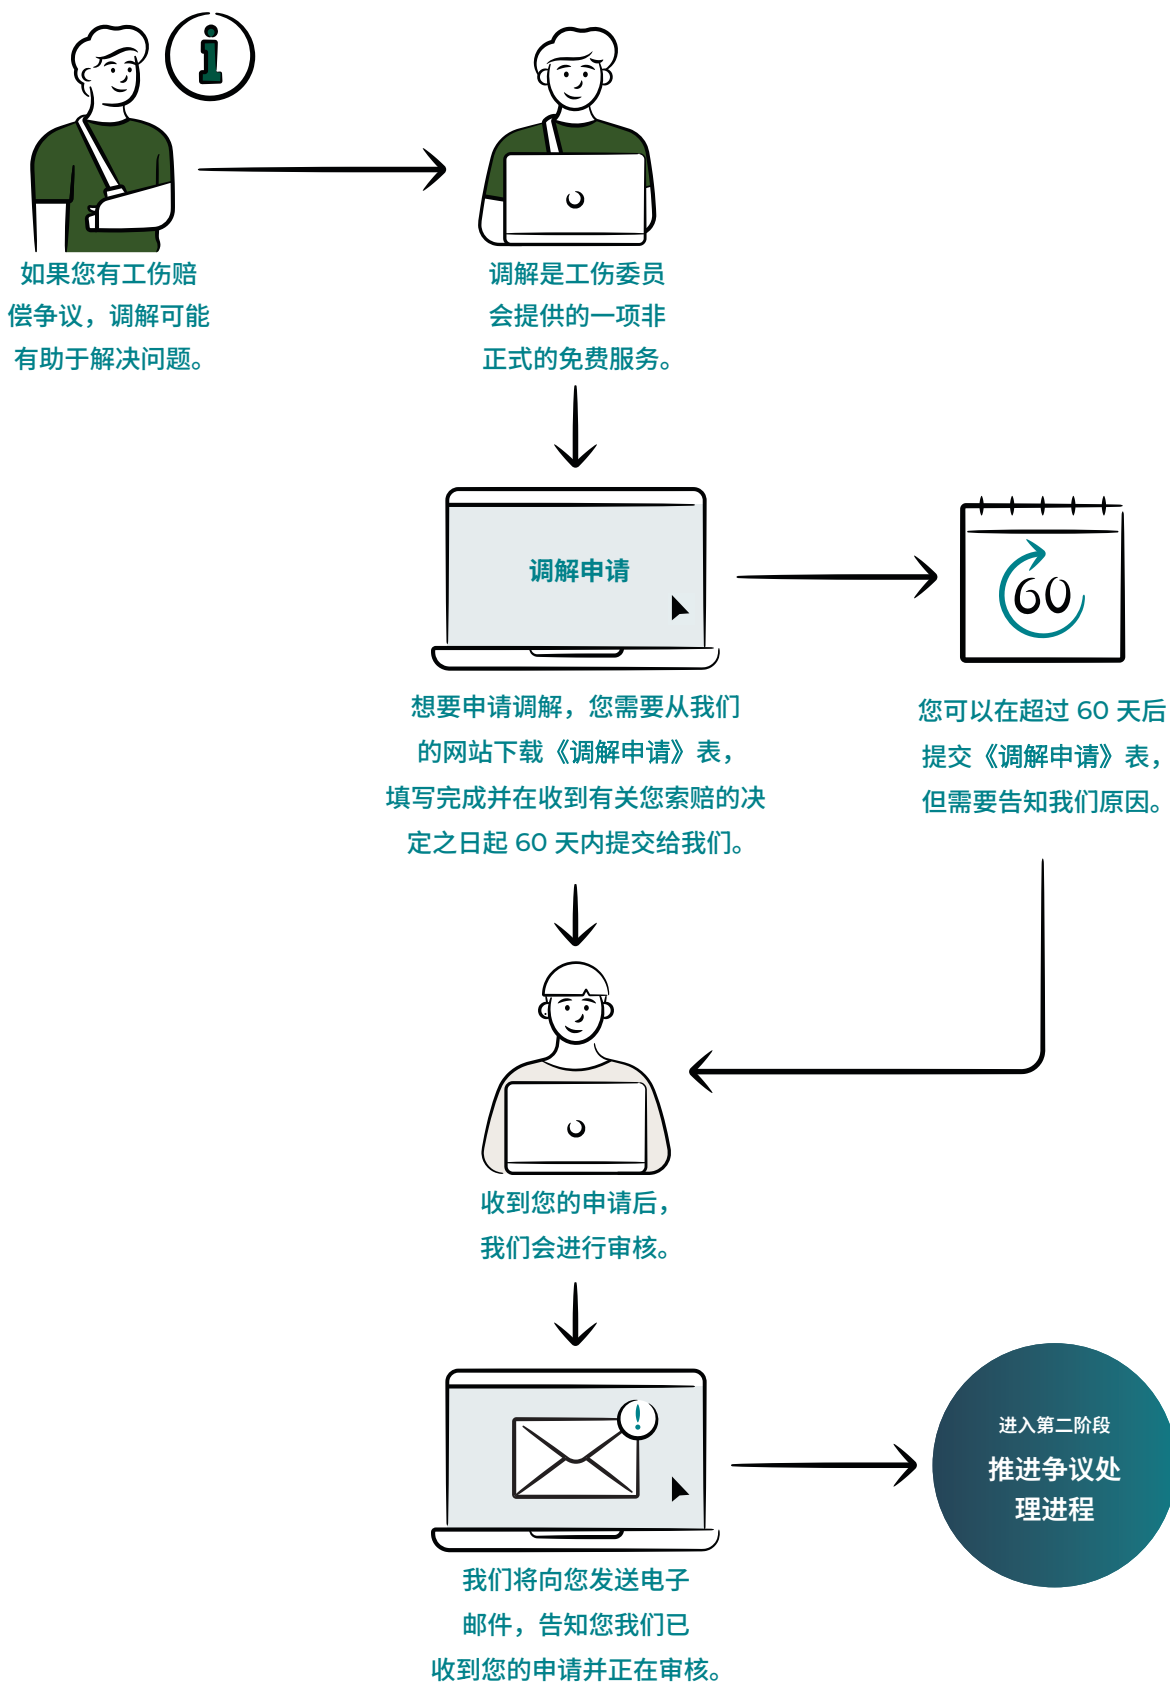 如果您有工伤赔
偿争议，调解可能
有助于解决问题。
调解是工伤委员
会提供的一项非
正式的免费服务。
调解申请
60
想要申请调解，您需要从我们
的网站下载《调解申请》表，
填写完成并在收到有关您索赔的决
定之日起 60 天内提交给我们。
您可以在超过 60 天后
提交《调解申请》表，
但需要告知我们原因。
收到您的申请后，
我们会进行审核。
我们将向您发送电子
邮件，告知您我们已
收到您的申请并正在审核。
进入第二阶段
推进争议处
理进程